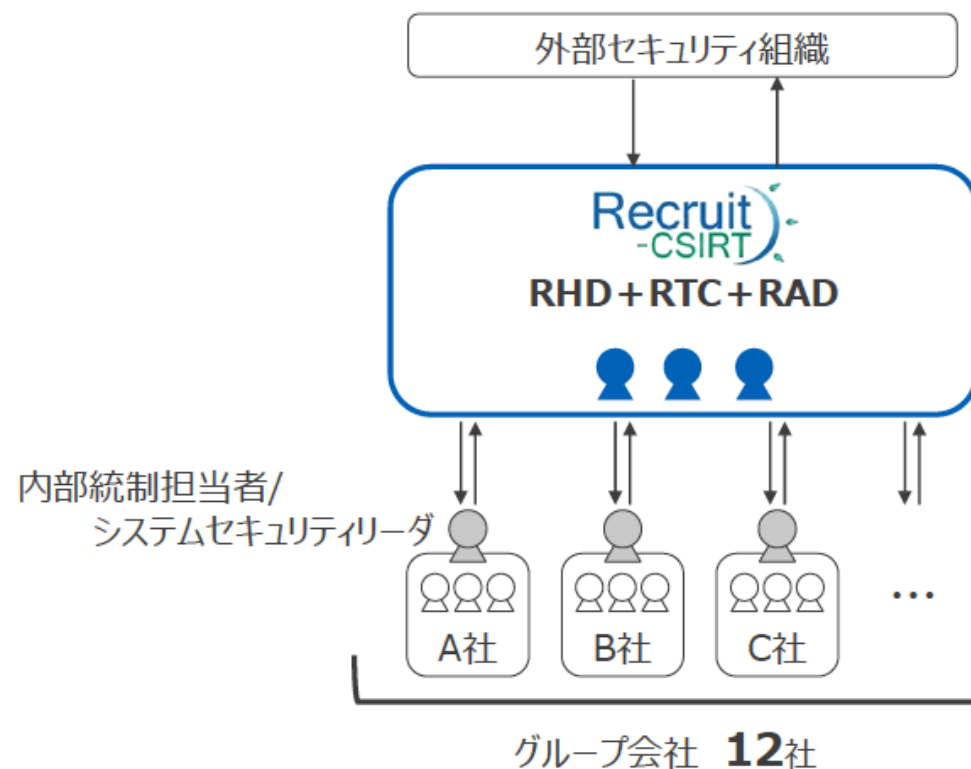 外部セキュリティ組織
Recruit
-CSIRT
RHD+RTC+RAD
内部統制担当者/
システムセキュリティリーダ
A社
B社
C社
…
グループ会社 12社